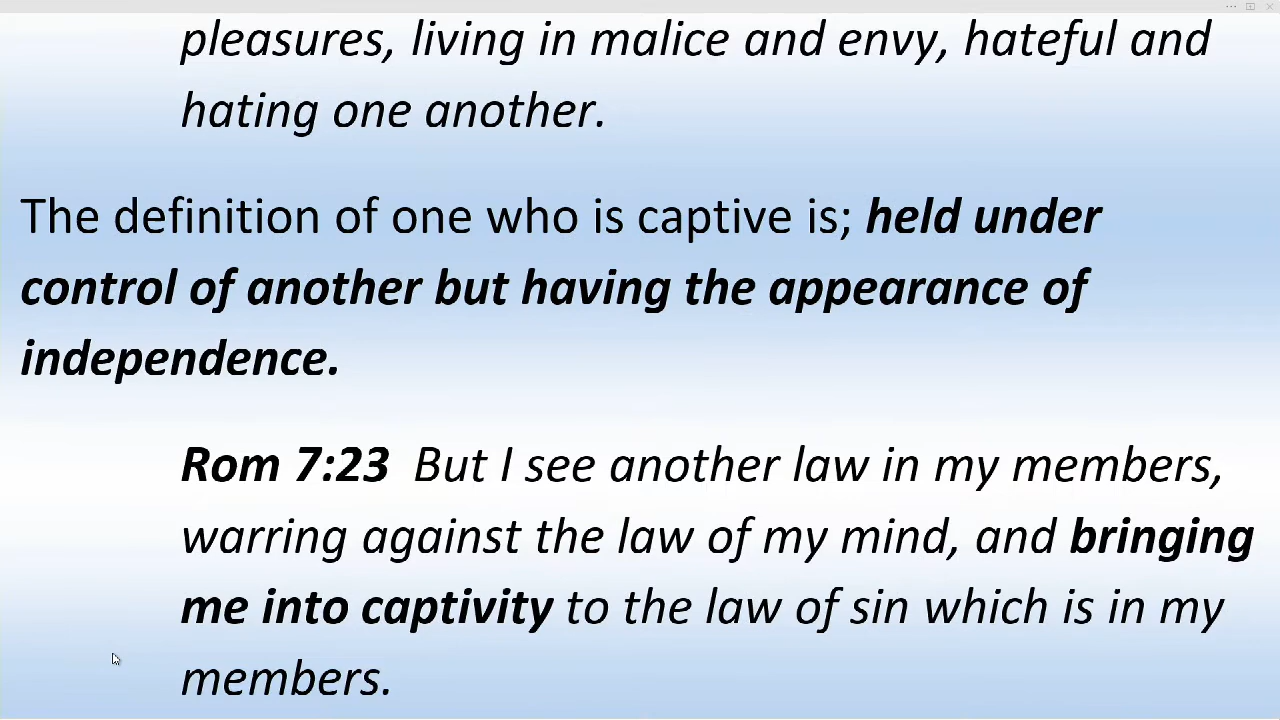 pleasures, living in malice and envy, hateful and
hating one another.
The definition of one who is captive is; held under
control of another but having the appearance of
independence.
Rom 7:23 But I see another law in my members,
warring against the law of my mind, and bringing
me into captivity to the law of sin which is in my
members.